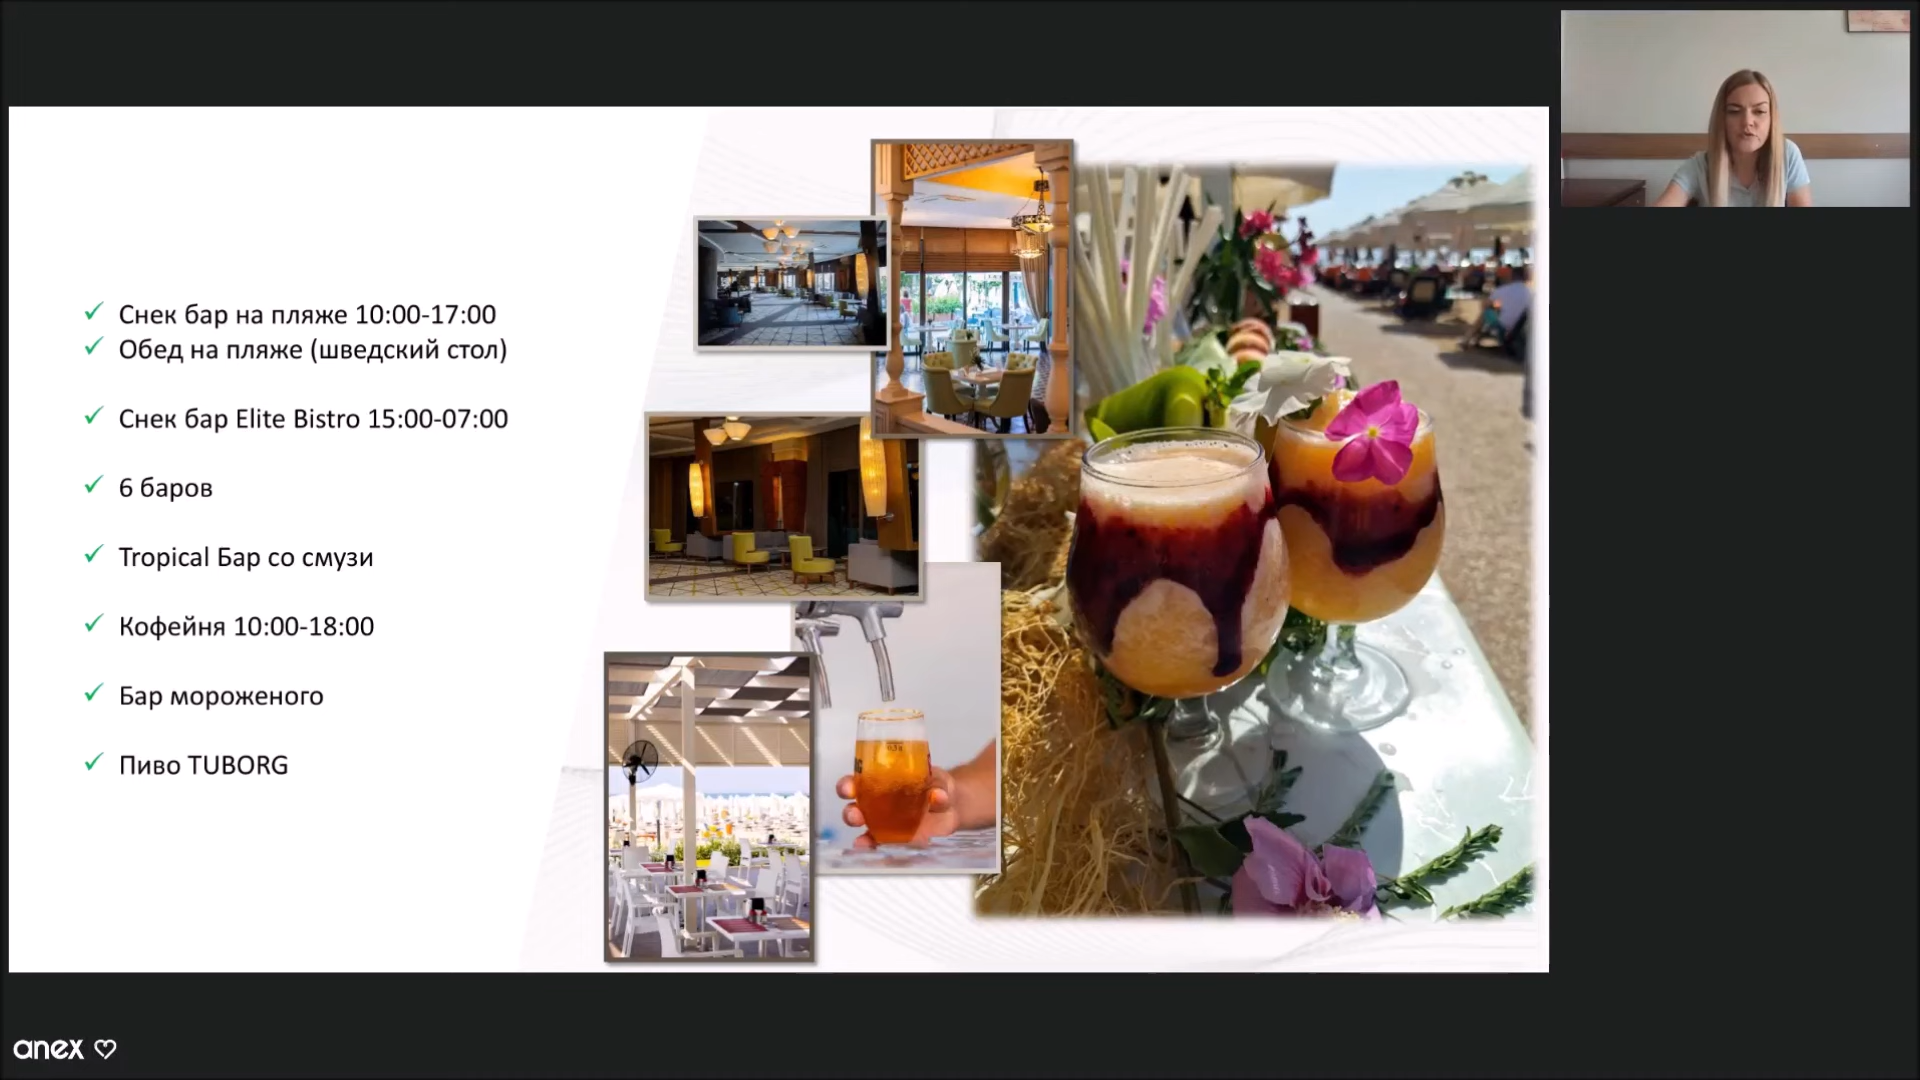 Снек бар на пляже 10:00-17:00
Обед на пляже (шведский стол)
Снек бар Elite Bistro 15:00-07:00
6 баров
Tropical Бар со смузи
Кофейня 10:00-18:00
Бар мороженого
Пиво TUBORG
anex